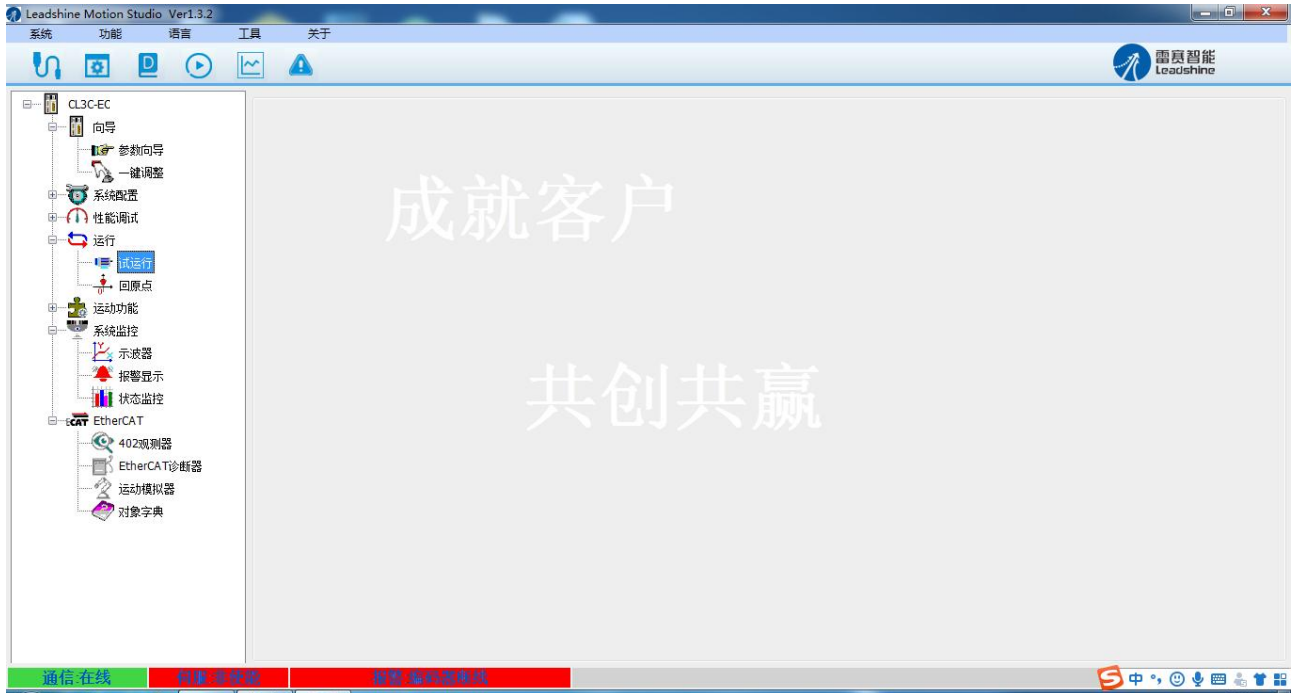 Leadshine Motion Studio Ver1.3.2
系统 功能 语言 工具 关于
雷赛智能
Leadshine
CL3C-EC
向导
参数向导
一键调整
系统配置
性能调试
运行
试运行
回原点
运动功能
系统监控
示波器
报警显示
状态监控
EtherCAT
402观测器
EtherCAT诊断器
运动模拟器
对象字典
成就客户
共创共赢
通信:在线 伺服:非使能 报警:编码器断线
中